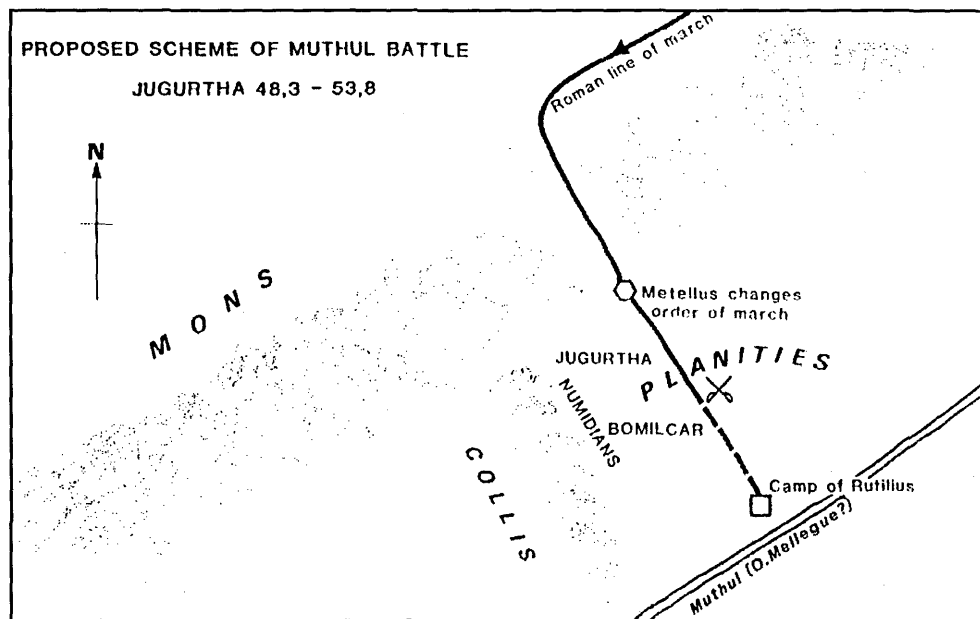 PROPOSED SCHEME OF MUTHUL BATTLE
JUGURTHA 48,3 - 53,8
Roman line of march
N
MONS
Metellus changes
order of march
JUGURTHA
PLANITIES
NUMIDIANS
BOMILCAR
COLLIS
Camp of Rutilius
Muthul (O.Mellegue?)